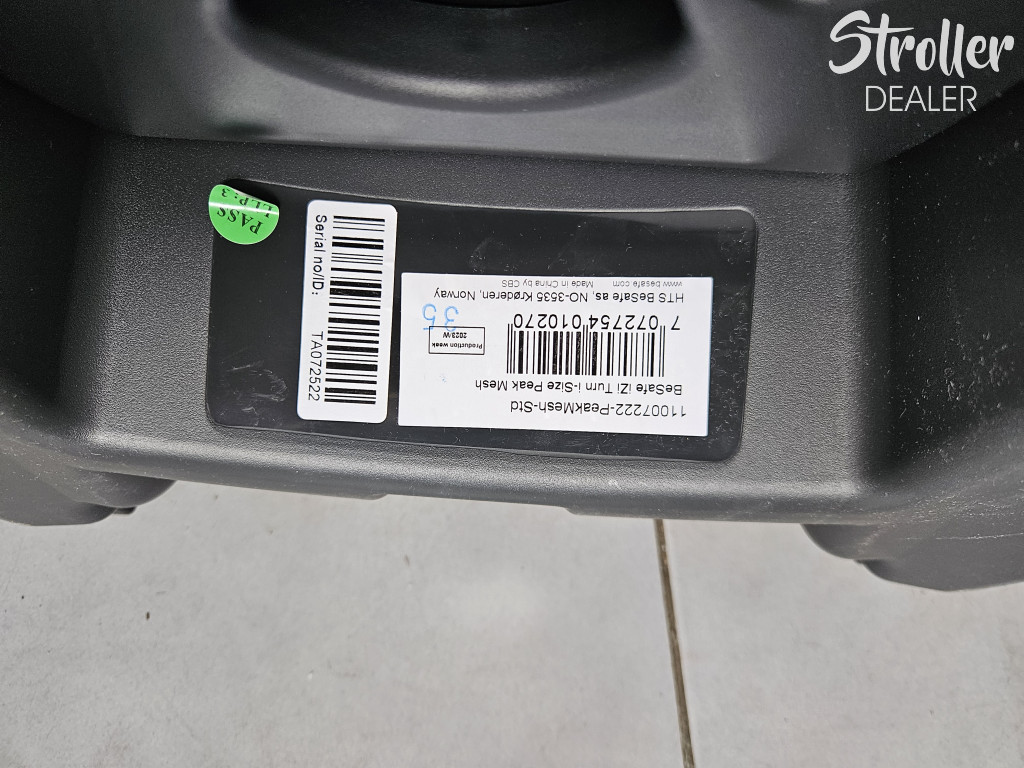 Stroller
DEALER
PASS
LLP: 3
Serial no/ID:
TA072522
11007222-PeakMesh-Std
BeSafe iZi Turn i-Size Peak Mesh
7 072754 010270
Production week
2023/W
35
HTS BeSafe as, NO-3535 Krøderen, Norway
Made in China by CBS
www.besafe.com